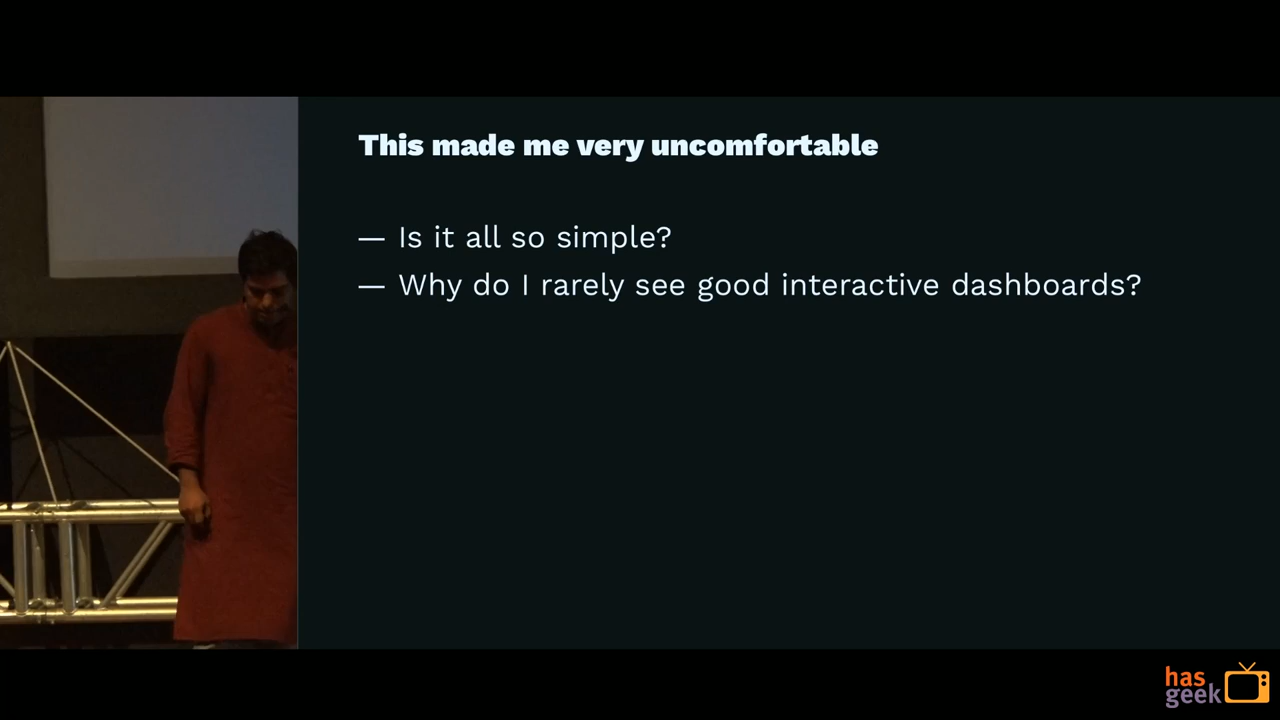 This made me very uncomfortable
— Is it all so simple?
— Why do I rarely see good interactive dashboards?
has
geek